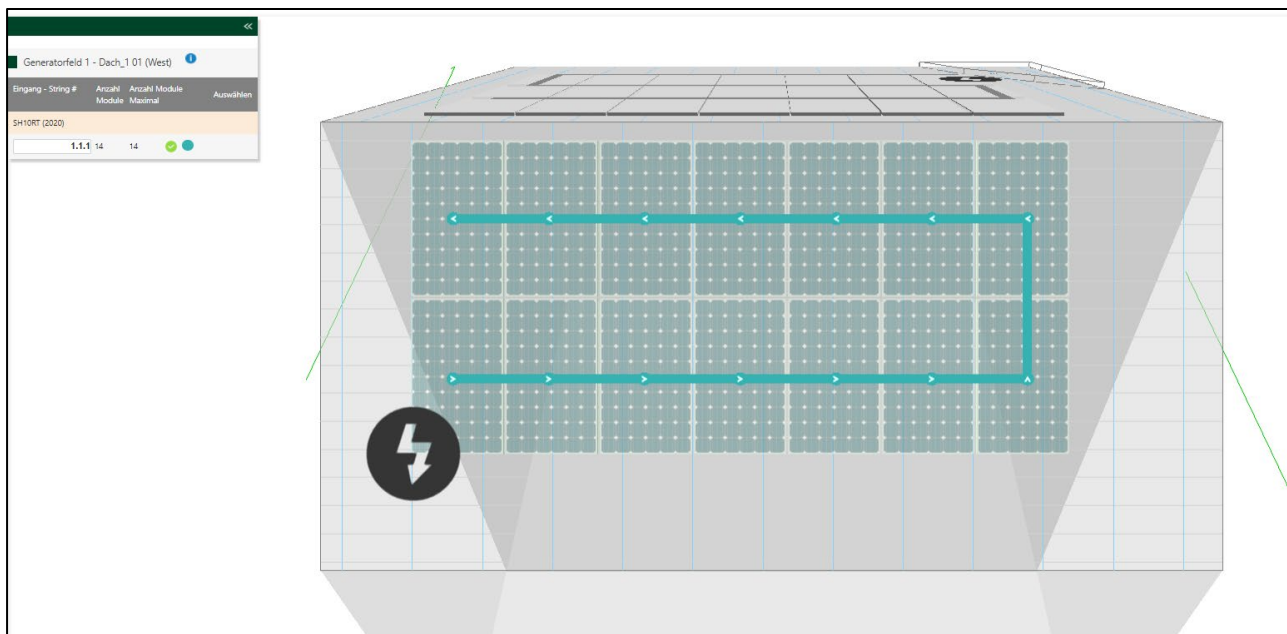 Generatorfeld 1 - Dach_1 01 (West)
Eingang - String # Anzahl Module Anzahl Module Maximal Auswählen
SH10RT (2020)
1.1.1 14 14